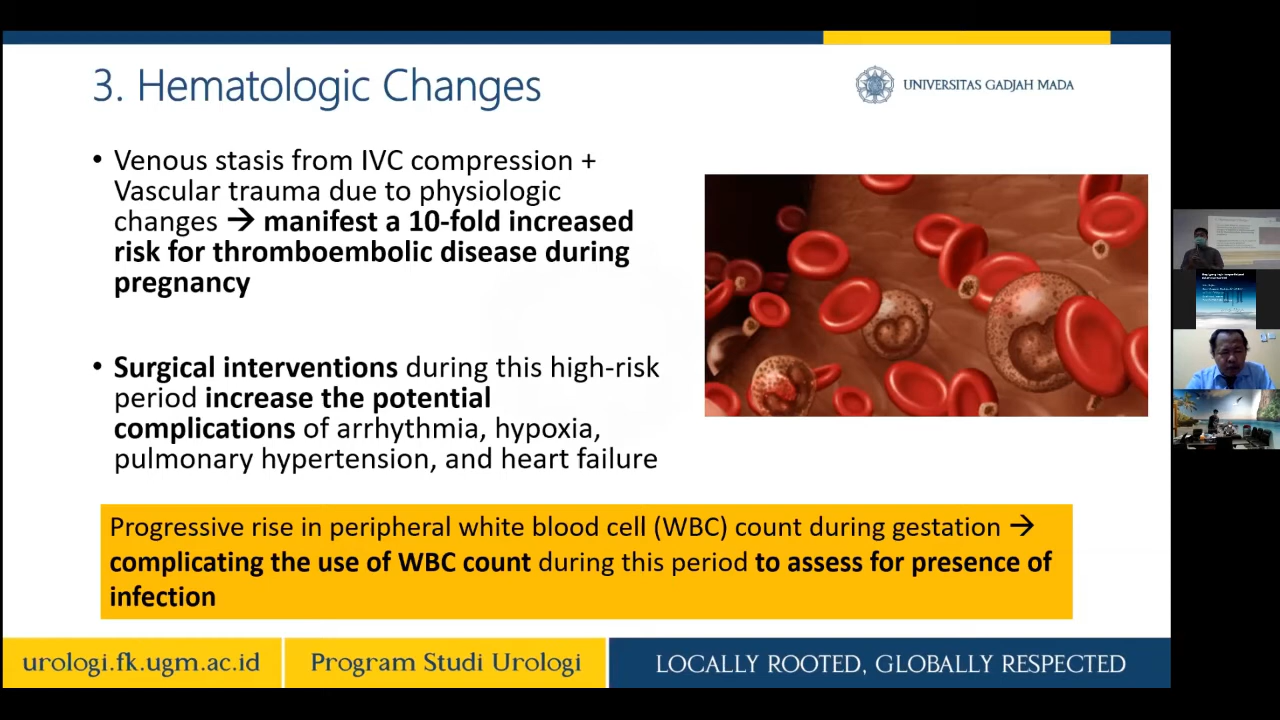 3. Hematologic Changes
UNIVERSITAS GADJAH MADA
• Venous stasis from IVC compression +
Vascular trauma due to physiologic
changes → manifest a 10-fold increased
risk for thromboembolic disease during
pregnancy
• Surgical interventions during this high-risk
period increase the potential
complications of arrhythmia, hypoxia,
pulmonary hypertension, and heart failure
Progressive rise in peripheral white blood cell (WBC) count during gestation →
complicating the use of WBC count during this period to assess for presence of
infection
urologi.fk.ugm.ac.id
Program Studi Urologi
LOCALLY ROOTED, GLOBALLY RESPECTED